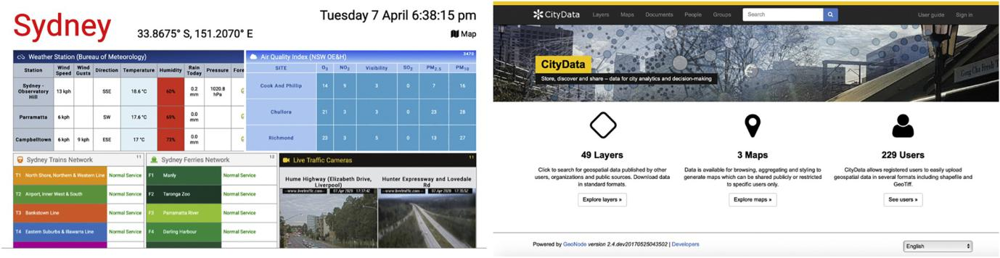 Sydney
33.8675° S, 151.2070° E
Tuesday 7 April 6:38:15 pm
Map
Weather Station (Bureau of Meteorology)
Station Wind Speed Wind Gusts Direction Temperature Humidity Rain Today Pressure Fore
Sydney - Observatory Hill 13 kph SSE 18.6 °C 60% 0.2 mm 1020.8 hPa
Parramatta 6 kph SW 17.6 °C 69% 0.0 mm
Campbelltown 6 kph 9 kph ESE 17 °C 73% 0.0 mm
Air Quality Index (NSW OE&H) 3470
SITE O3 NO2 Visibility SO2 PM2.5 PM10
Cook And Phillip 14 9 3 0 7 16
Chullora 21 3 3 0 23 28
Richmond 23 3 5 0 13 27
Sydney Trains Network 11
T1 North Shore, Northern & Western Line Normal Service
T2 Airport, Inner West & South Normal Service
T3 Bankstown Line Normal Service
T4 Eastern Suburbs & Illawarra Line Normal Service
Sydney Ferries Network 12
F1 Manly Normal Service
F2 Taronga Zoo Normal Service
F3 Parramatta River Normal Service
F4 Darling Harbour Normal Service
Live Traffic Cameras 11
Hume Highway (Elizabeth Drive,
Liverpool)
www.livetraffic.com 07 Apr 2020 17:37:42
Hunter Expressway and Lovedale
Rd
www.livetraffic.com 07 Apr 2020 17:35:52
CityData Layers Maps Documents People Groups Search User guide Sign in
CityData
Store, discover and share – data for city analytics and decision-making
49 Layers
Click to search for geospatial data published by other
users, organizations and public sources. Download data
in standard formats.
Explore layers »
3 Maps
Data is available for browsing, aggregating and styling to
generate maps which can be shared publicly or restricted
to specific users only.
Explore maps »
229 Users
CityData allows registered users to easily upload
geospatial data in several formats including shapefile and
GeoTiff.
See users »
Powered by GeoNode version 2.4.dev20170525043502 | Developers
English